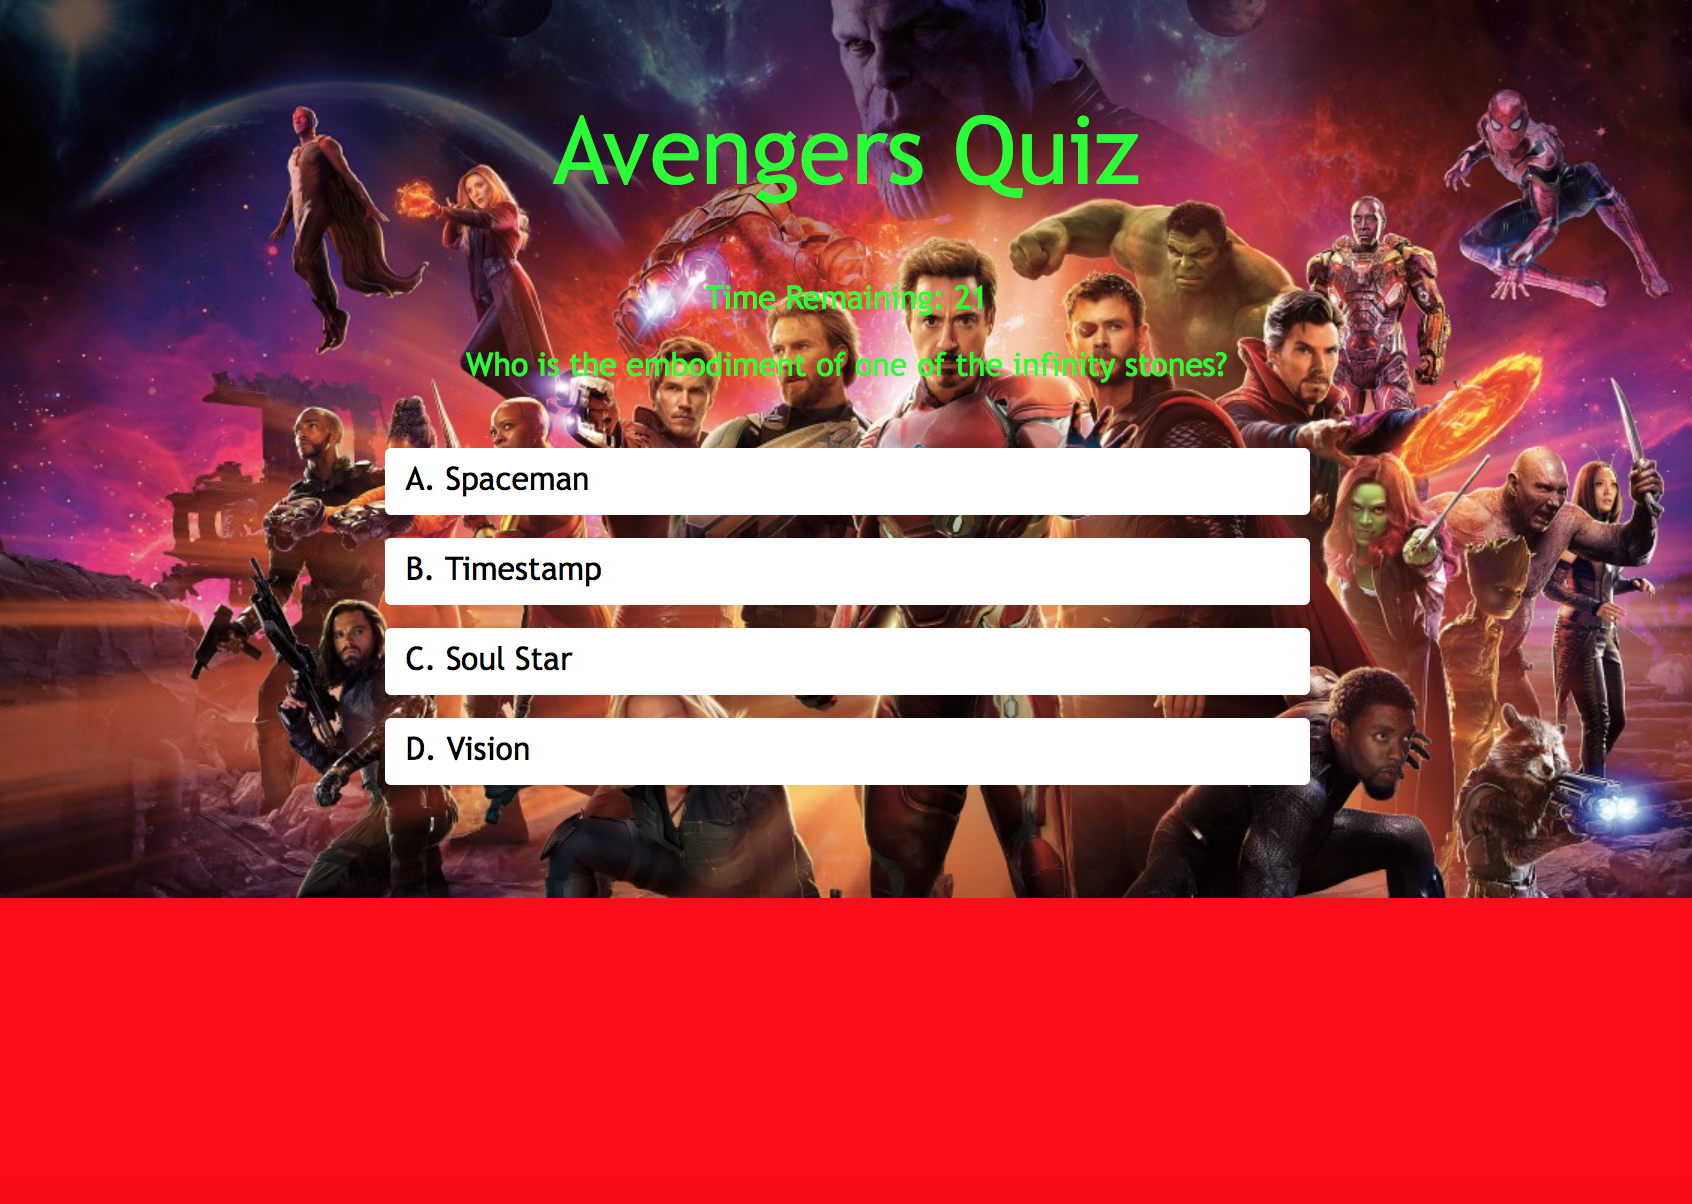 Avengers Quiz
Time Remaining: 21
Who is the embodiment of one of the infinity stones?
A. Spaceman
B. Timestamp
C. Soul Star
D. Vision